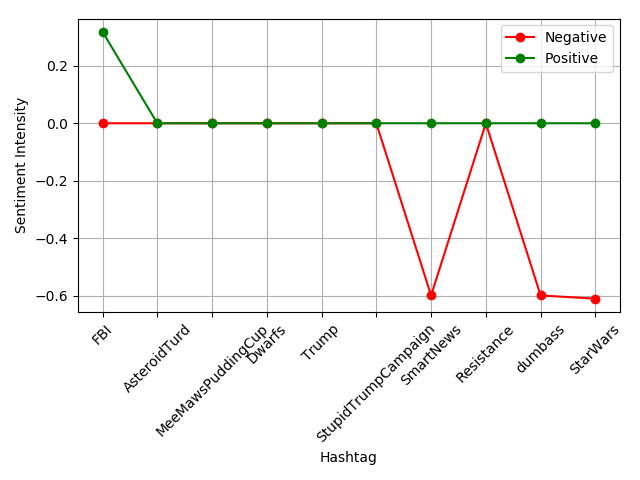 Negative
Positive
Sentiment Intensity
0.2
0.0
−0.2
−0.4
−0.6
FBI
AsteroidTurd
MeeMawsPuddingCup
Dwarfs
Trump
StupidTrumpCampaign
SmartNews
Resistance
dumbass
StarWars
Hashtag